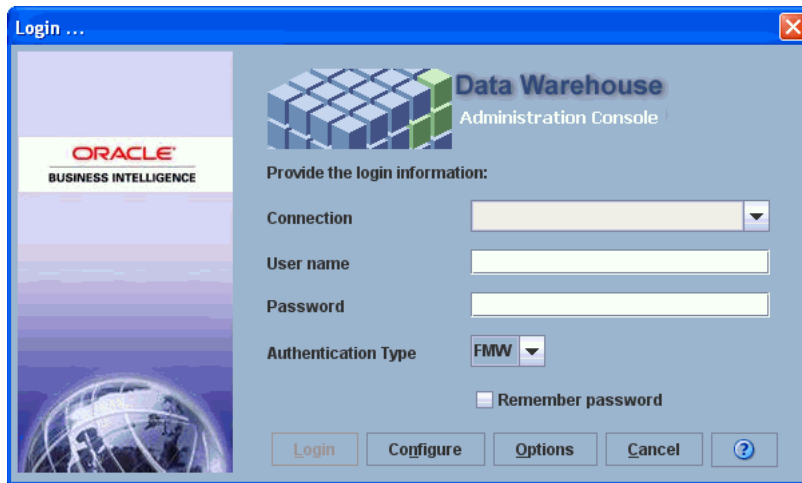 Login ...
ORACLE
BUSINESS INTELLIGENCE
Data Warehouse
Administration Console
Provide the login information:
Connection
User name
Password
Authentication Type FMW
Remember password
Login Configure Options Cancel ?